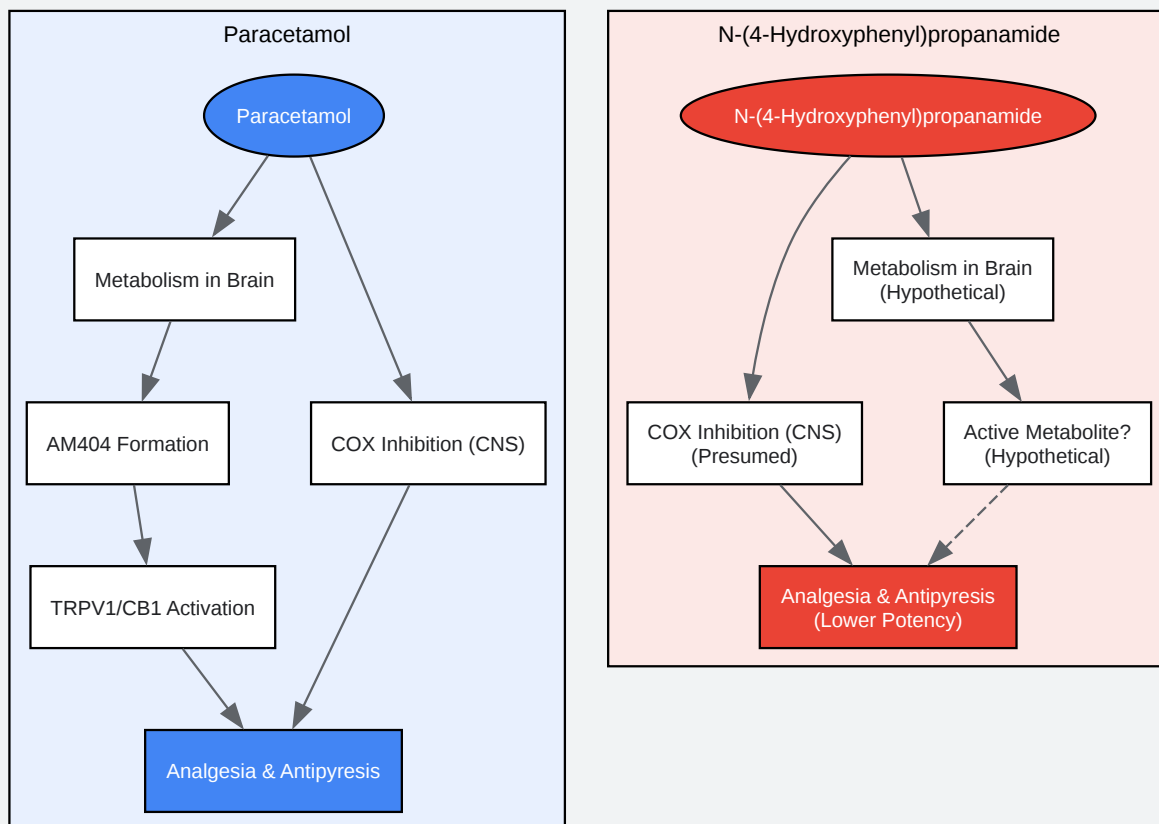 Paracetamol
Paracetamol
Metabolism in Brain
AM404 Formation
COX Inhibition (CNS)
TRPV1/CB1 Activation
Analgesia & Antipyresis
N-(4-Hydroxyphenyl)propanamide
N-(4-Hydroxyphenyl)propanamide
Metabolism in Brain
(Hypothetical)
COX Inhibition (CNS)
(Presumed)
Active Metabolite?
(Hypothetical)
Analgesia & Antipyresis
(Lower Potency)